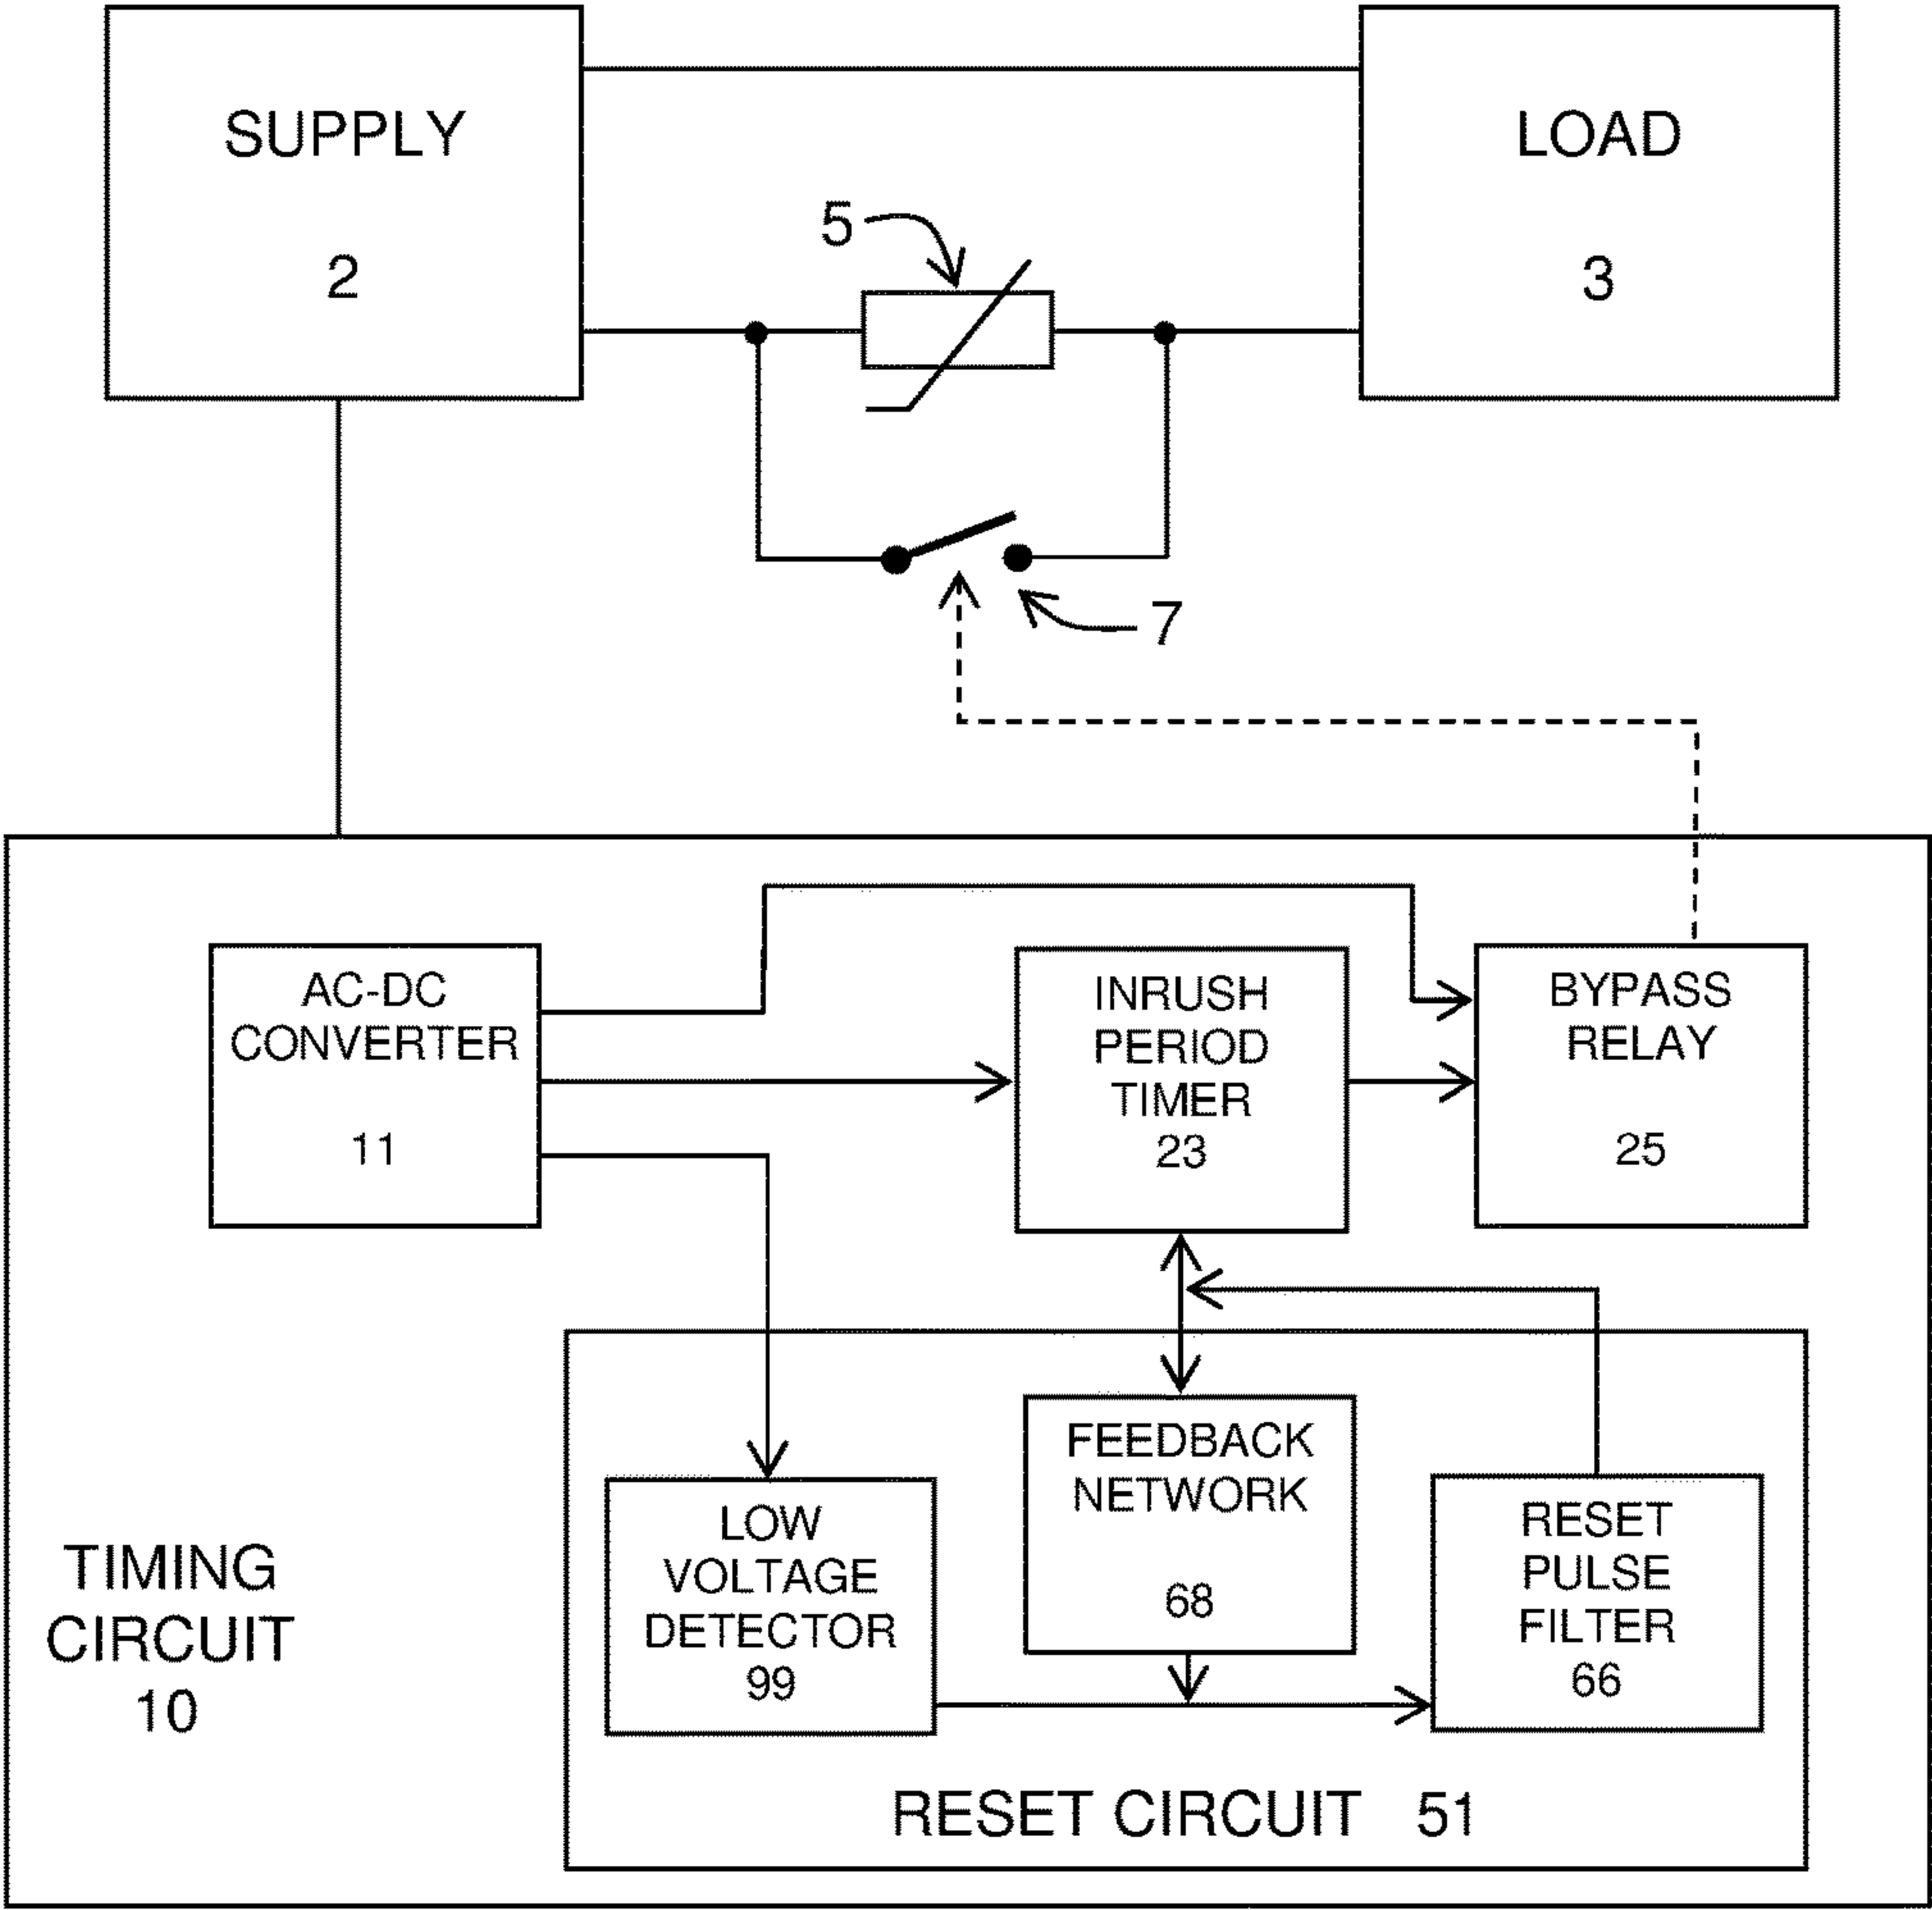 SUPPLY
2
LOAD
3
5
7
AC-DC
CONVERTER
11
INRUSH
PERIOD
TIMER
23
BYPASS
RELAY
25
LOW
VOLTAGE
DETECTOR
99
FEEDBACK
NETWORK
68
RESET
PULSE
FILTER
66
TIMING
CIRCUIT
10
RESET CIRCUIT 51